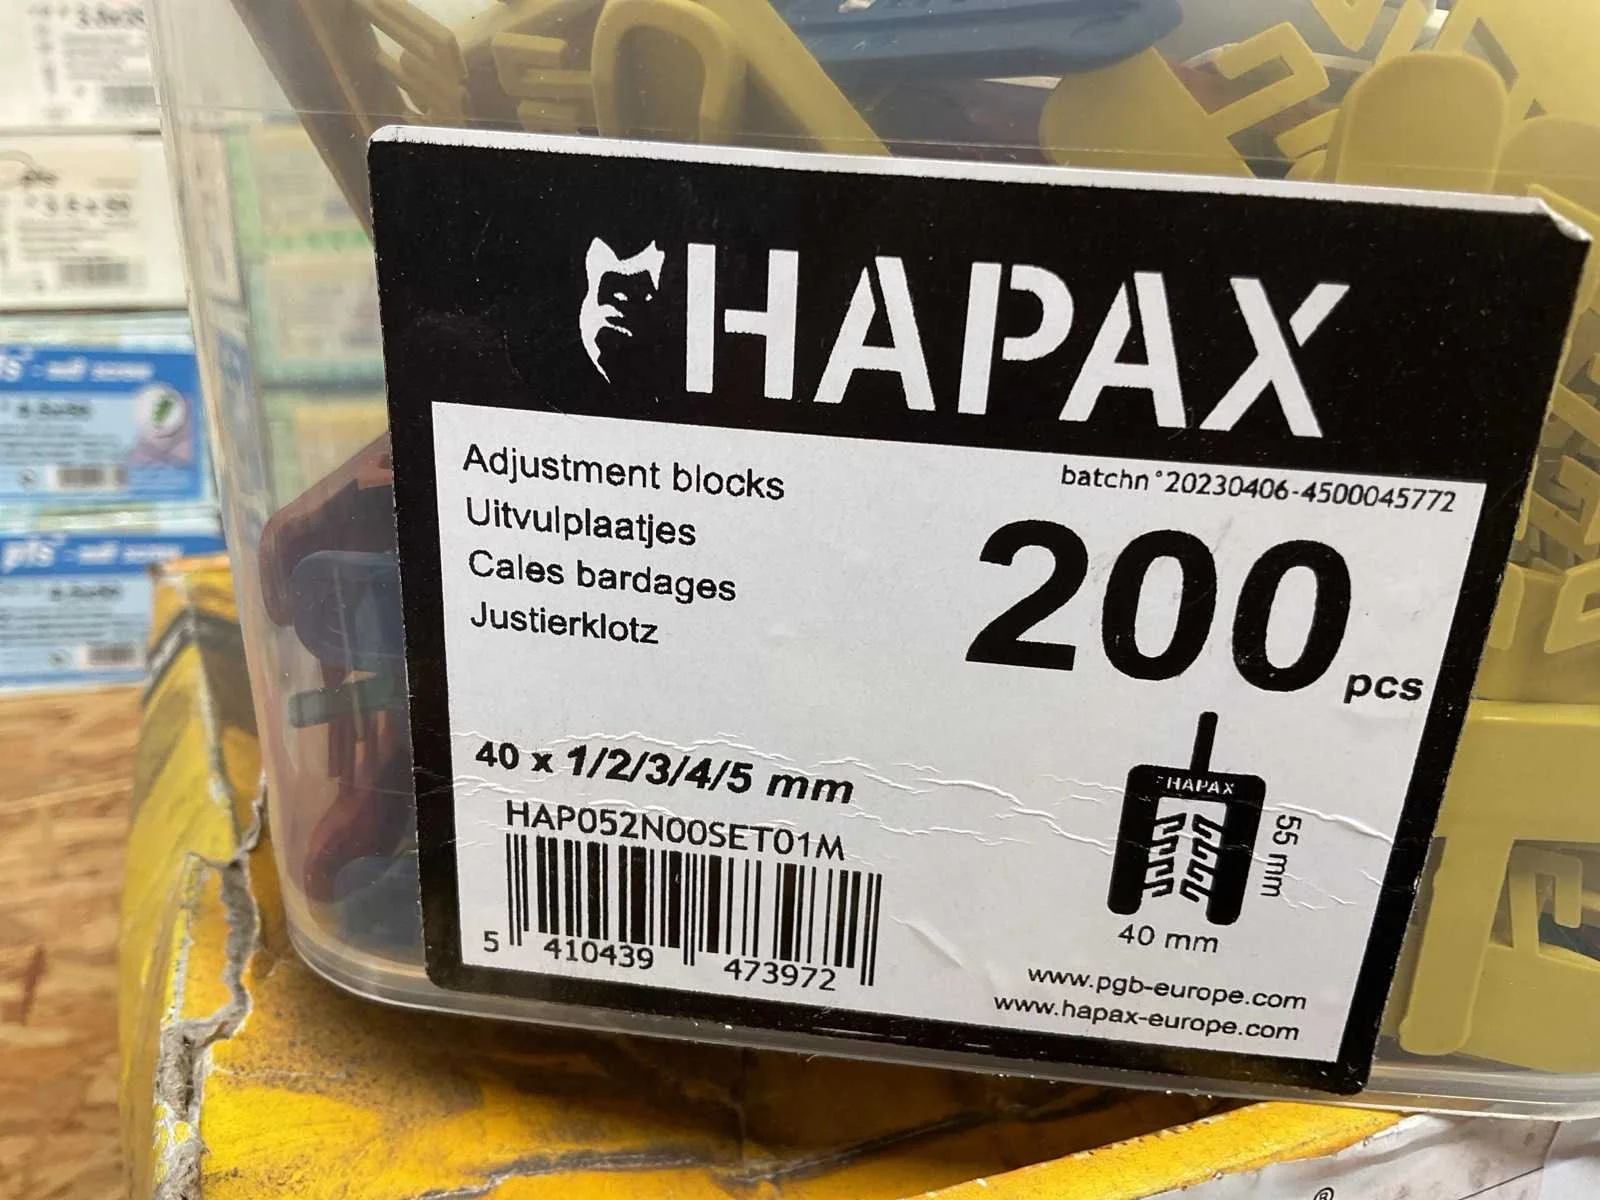 HAPAX
Adjustment blocks
Uitvulplaatjes
Cales bardages
Justierklotz
batchn°20230406-4500045772
200 pcs
40 x 1/2/3/4/5 mm
HAP052N00SET01M
5 410439 473972
HAPAX
55 mm
40 mm
www.pgb-europe.com
www.hapax-europe.com
®